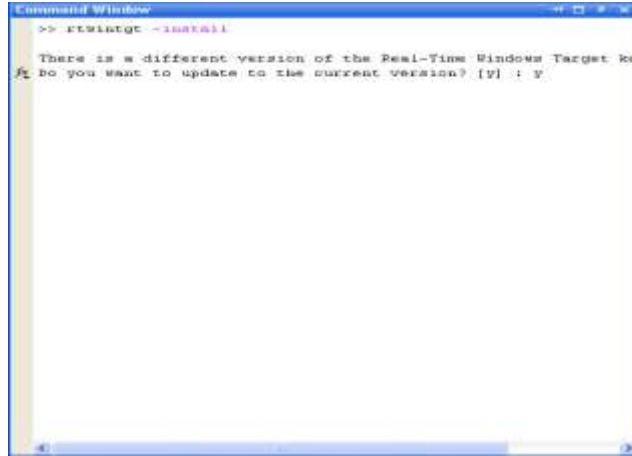 Command Window
>> rtwintgt -install
There is a different version of the Real-Time Windows Target ke
Do you want to update to the current version? [y] : y